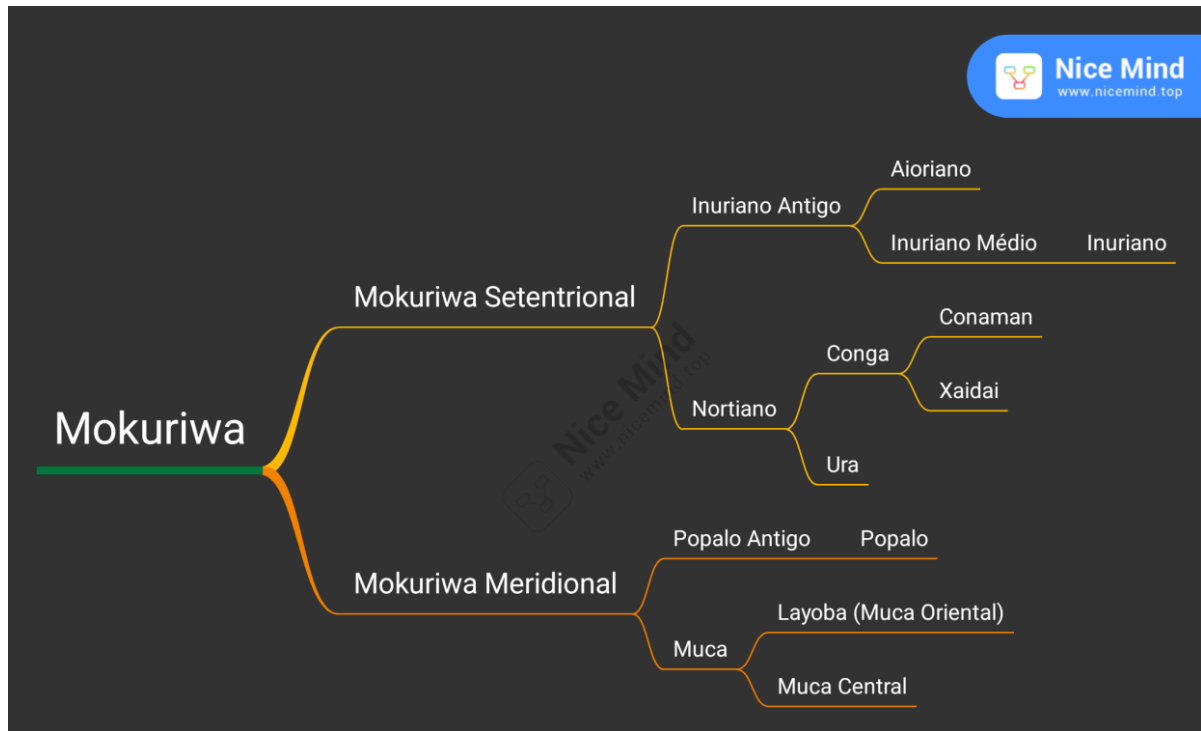 Nice Mind
www.nicemind.top
Aioriano
Inuriano Antigo
Inuriano Médio
Inuriano
Mokuriwa Setentrional
Conaman
Conga
Xaidai
Nortiano
Ura
Mokuriwa
Nice Mind
www.nicemind.top
Popalo Antigo
Popalo
Mokuriwa Meridional
Layoba (Muca Oriental)
Muca
Muca Central